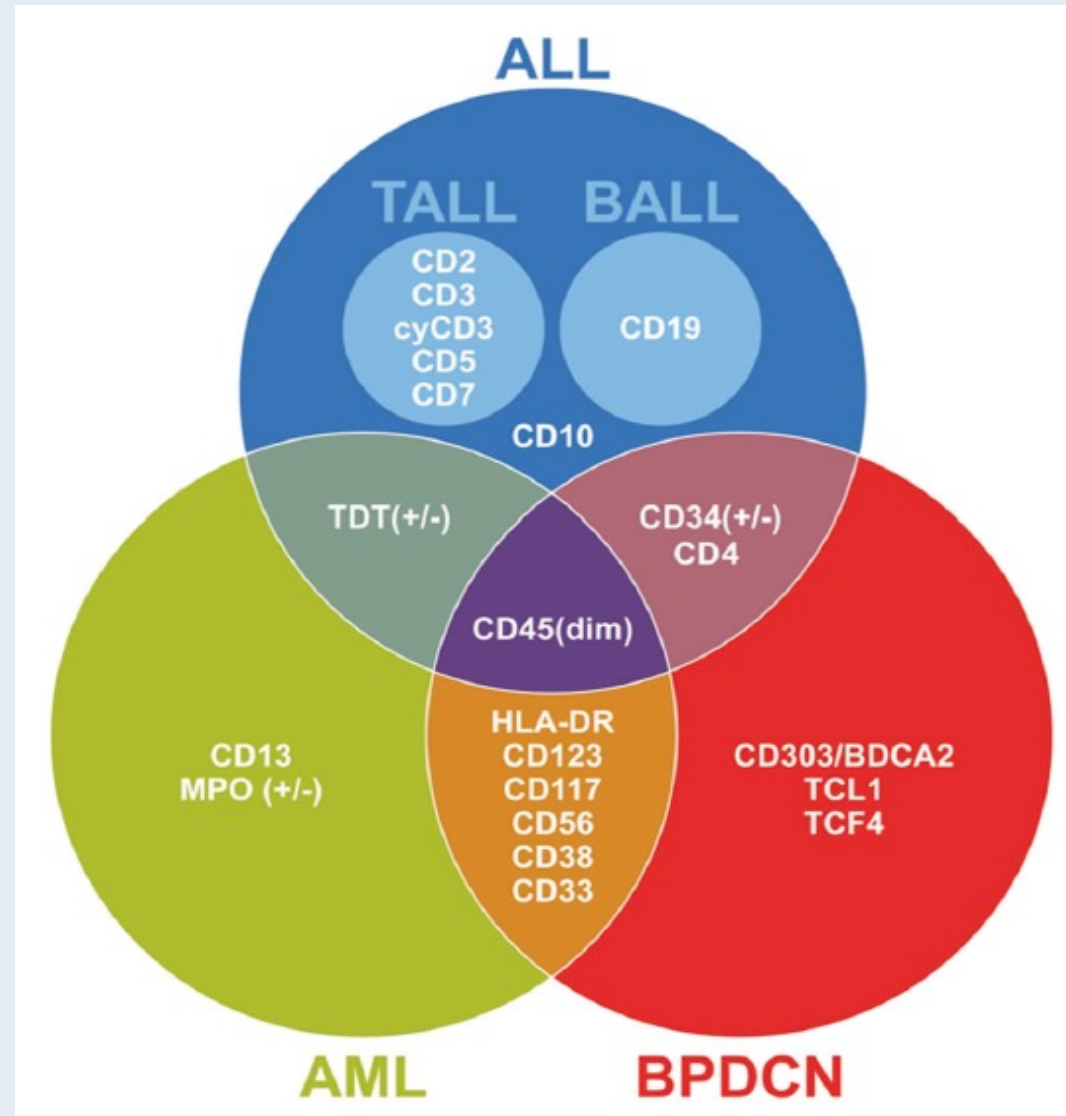 ALL
TALL
BALL
CD2
CD3
cyCD3
CD5
CD7
CD19
CD10
TDT(+/-)
CD34(+/-)
CD4
CD45(dim)
CD13
MPO (+/-)
HLA-DR
CD123
CD117
CD56
CD38
CD33
CD303/BDCA2
TCL1
TCF4
AML
BPDCN